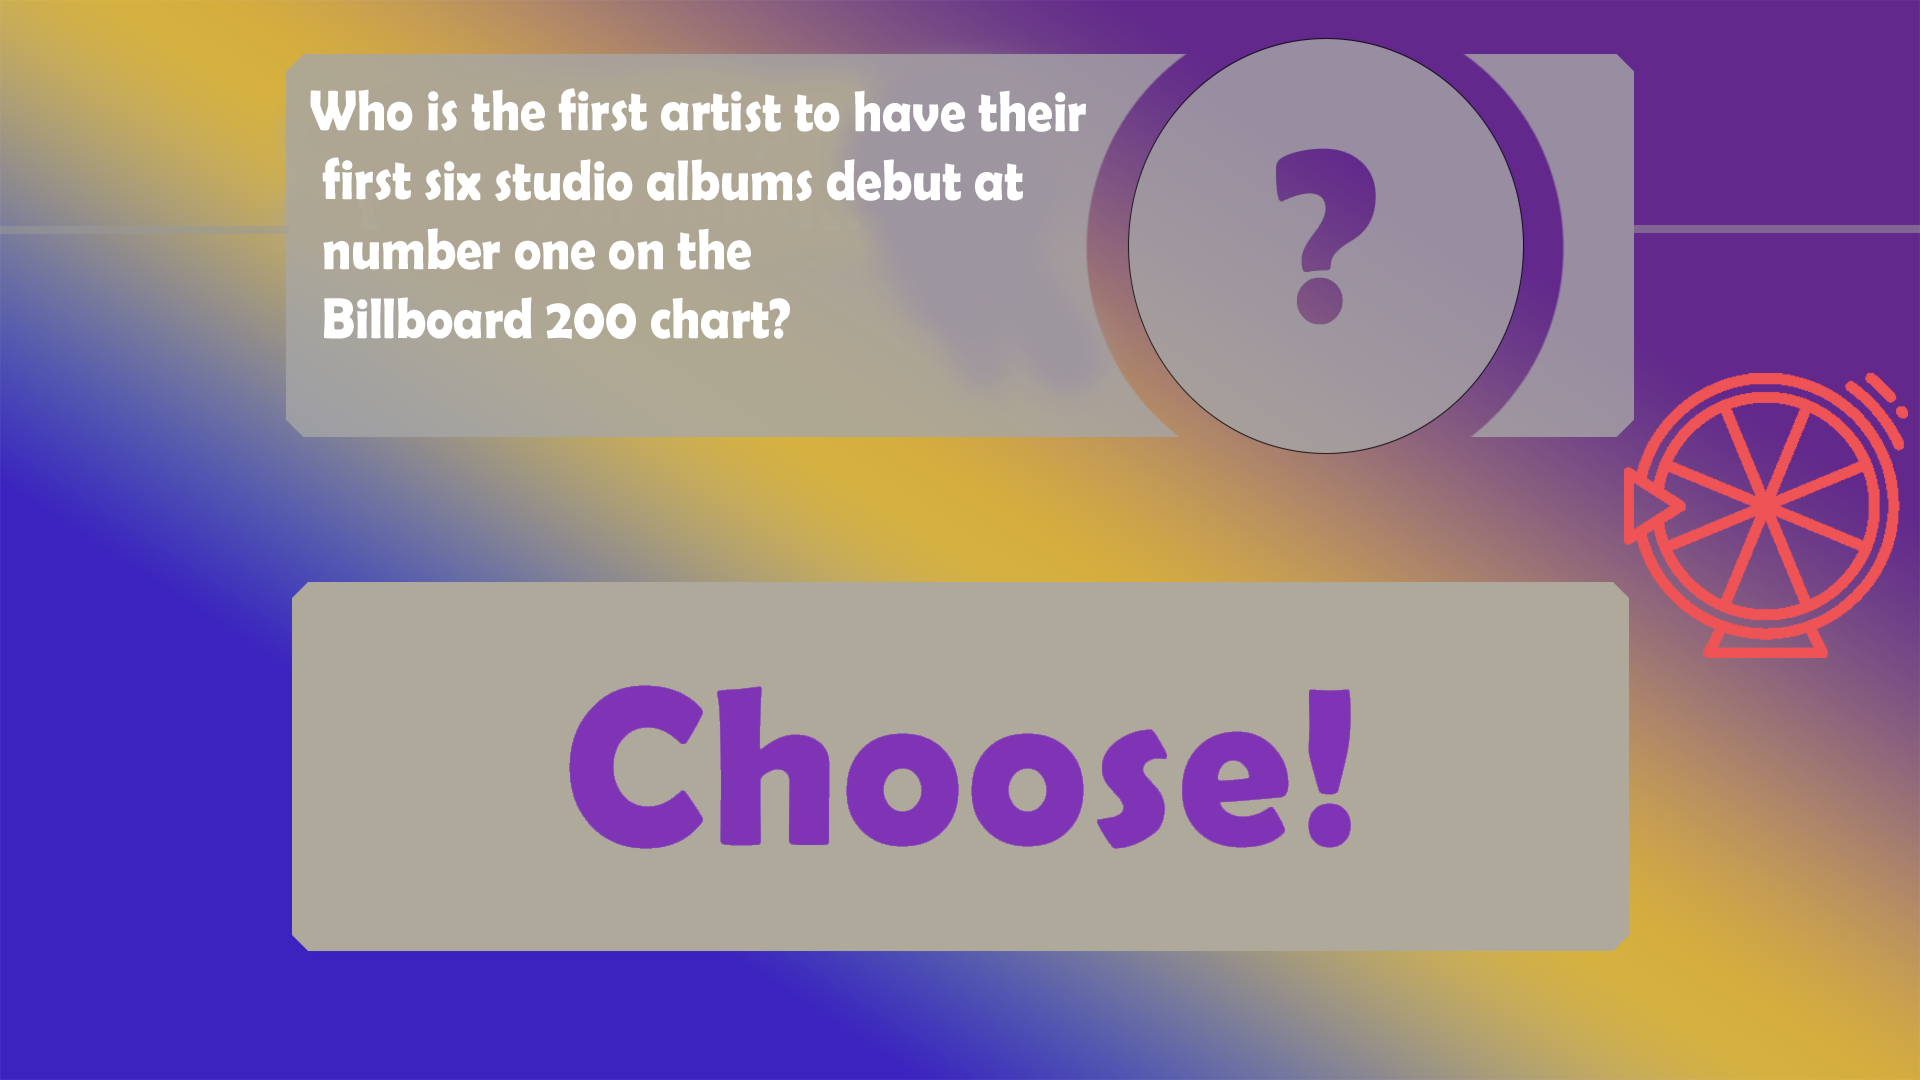 Who is the first artist to have their
first six studio albums debut at
number one on the
Billboard 200 chart?
?
Choose!